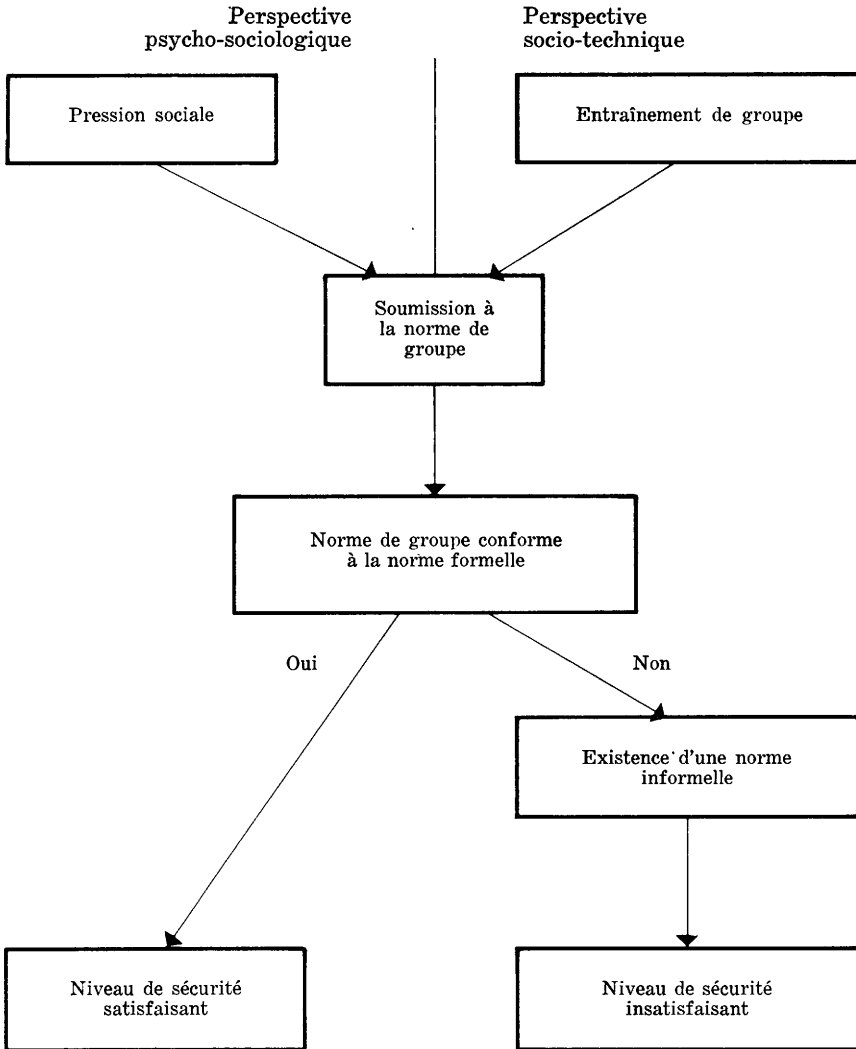 Perspective
psycho-sociologique
Perspective
socio-technique
Pression sociale
Entraînement de groupe
Soumission à
la norme de
groupe
Norme de groupe conforme
à la norme formelle
Oui
Non
Existence d'une norme
informelle
Niveau de sécurité
satisfaisant
Niveau de sécurité
insatisfaisant